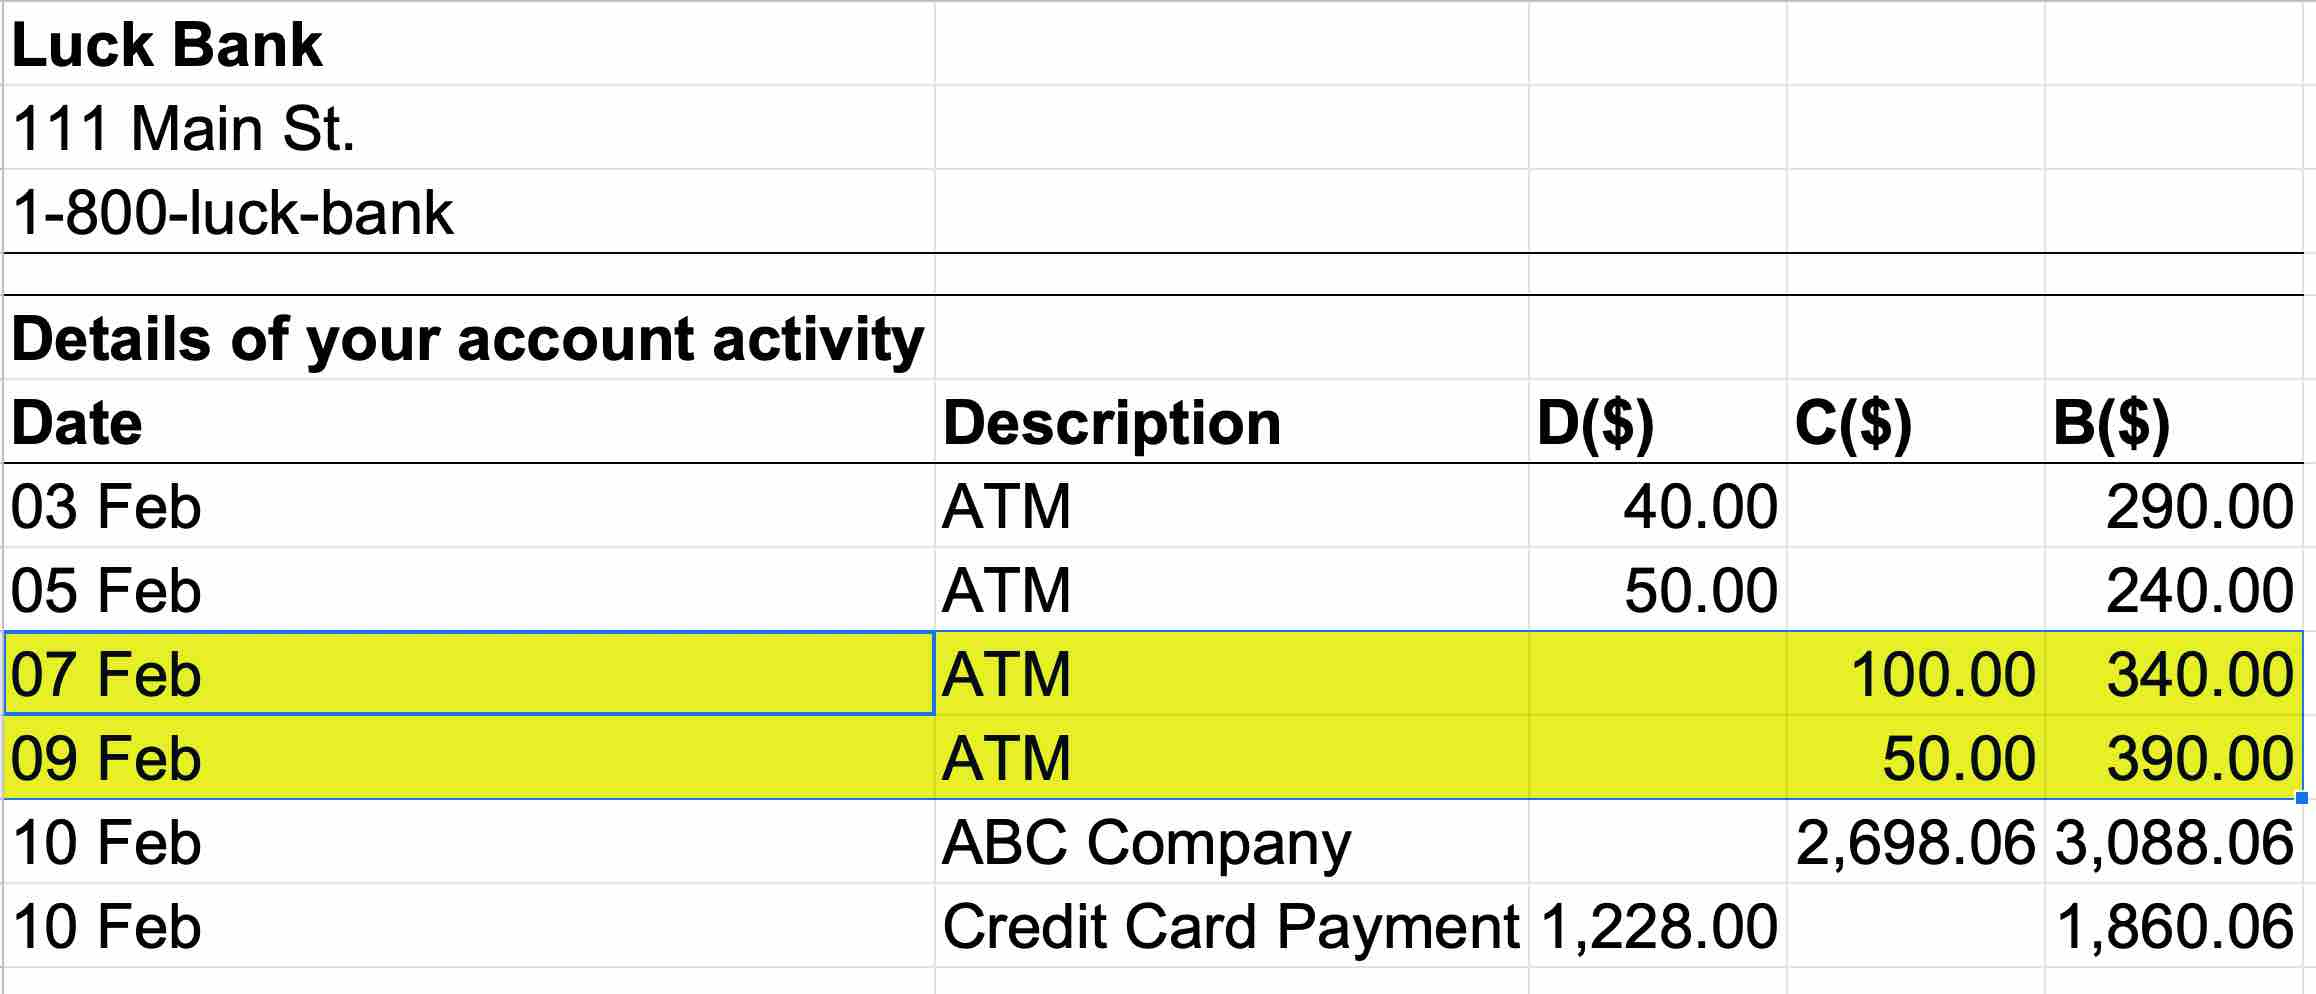 Luck Bank
111 Main St.
1-800-luck-bank
Details of your account activity
Date Description D($) C($) B($)
03 Feb ATM 40.00 290.00
05 Feb ATM 50.00 240.00
07 Feb ATM 100.00 340.00
09 Feb ATM 50.00 390.00
10 Feb ABC Company 2,698.06 3,088.06
10 Feb Credit Card Payment 1,228.00 1,860.06